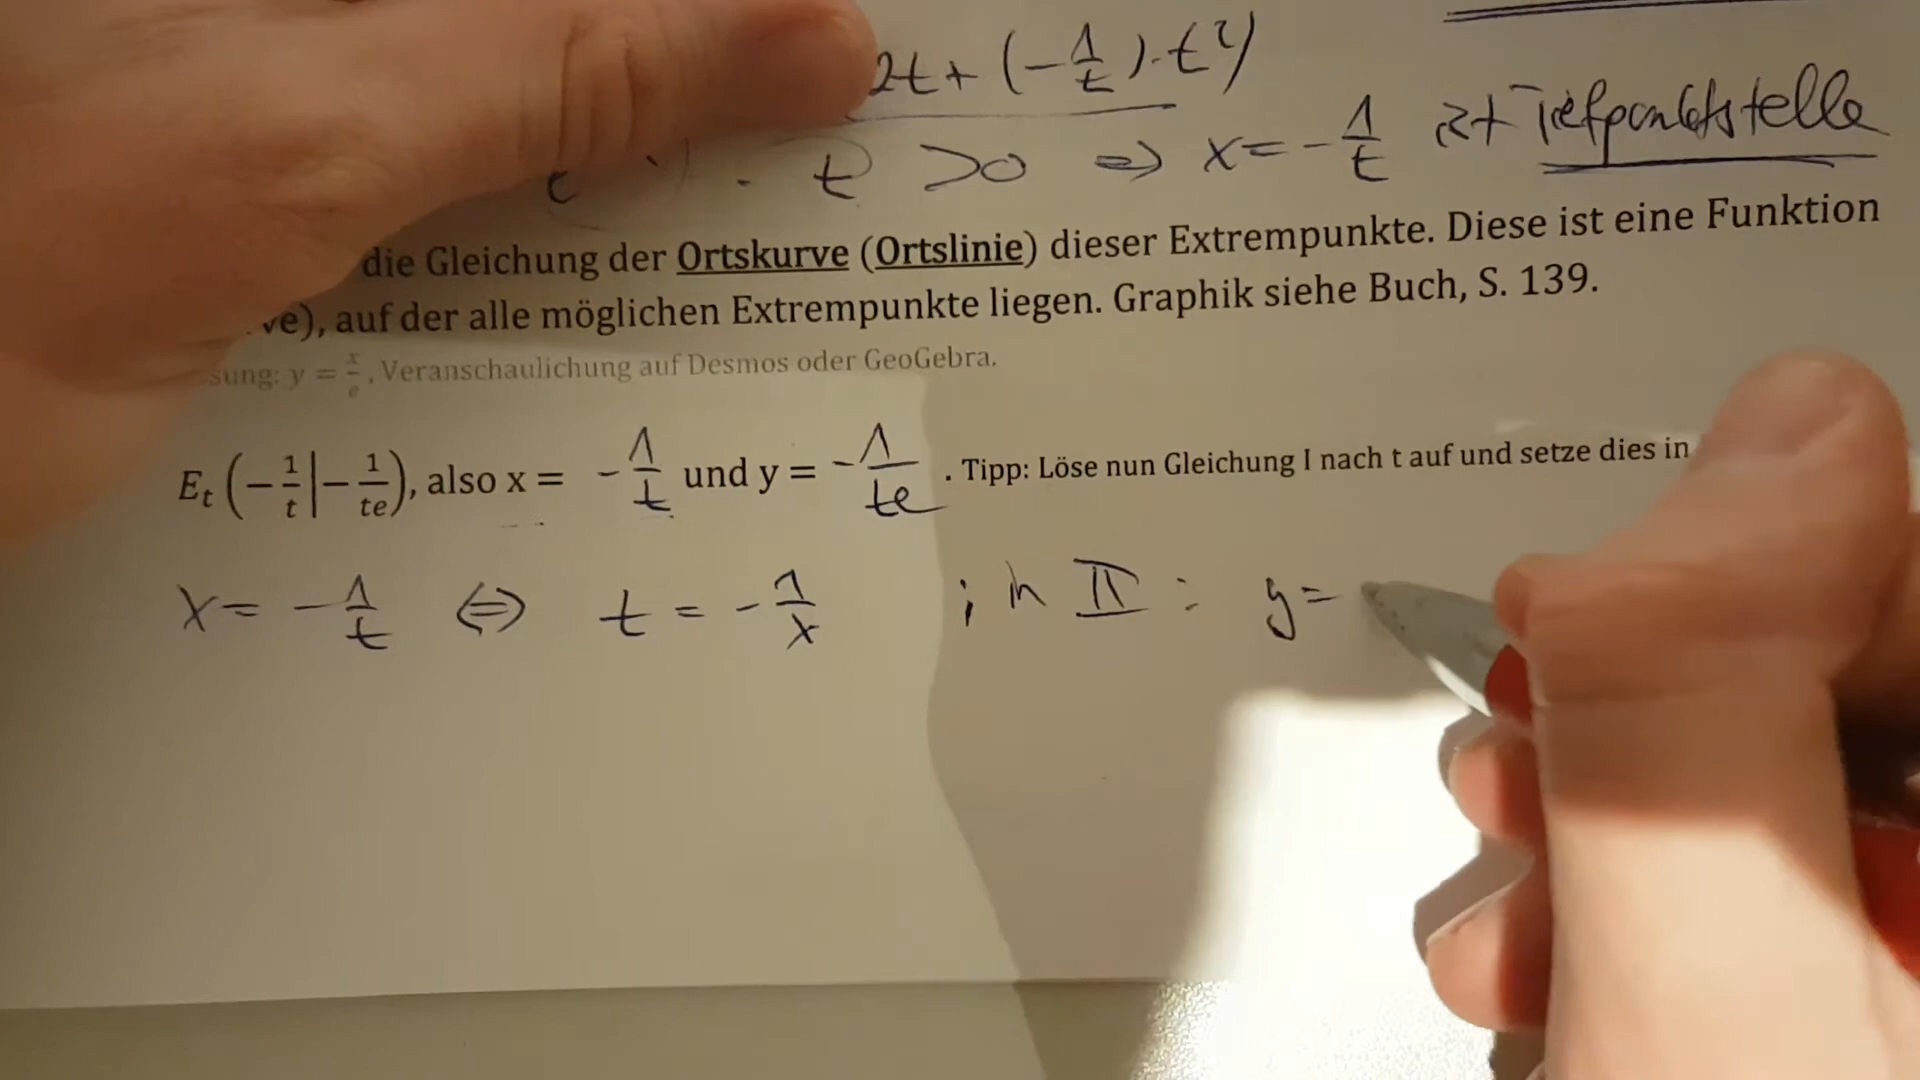 2t + (-1/t)·t²)
· t > 0 ⇒ x = -1/t ist Tiefpunktstelle
die Gleichung der Ortskurve (Ortslinie) dieser Extrempunkte. Diese ist eine Funktion
ve), auf der alle möglichen Extrempunkte liegen. Graphik siehe Buch, S. 139.
sung: y = x/e, Veranschaulichung auf Desmos oder GeoGebra.
E_t (-1/t | -1/te), also x = -1/t und y = -1/te . Tipp: Löse nun Gleichung I nach t auf und setze dies in
x = -1/t ⇔ t = -1/x ; in II : y =